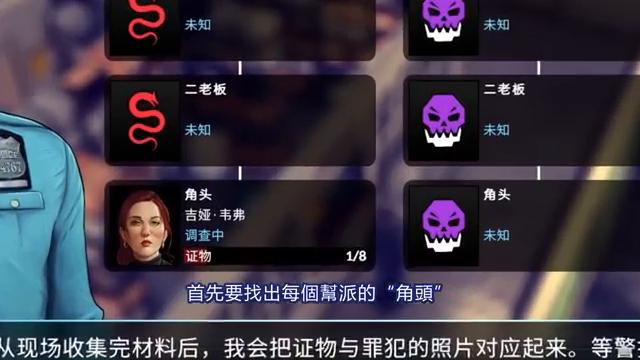 未知
未知
二老板
未知
二老板
未知
角头
吉娅·韦弗
调查中
证物 1/8
角头
未知
首先要找出每個幫派的“角頭”
从现场收集完材料后，我会把证物与罪犯的照片对应起来。等警